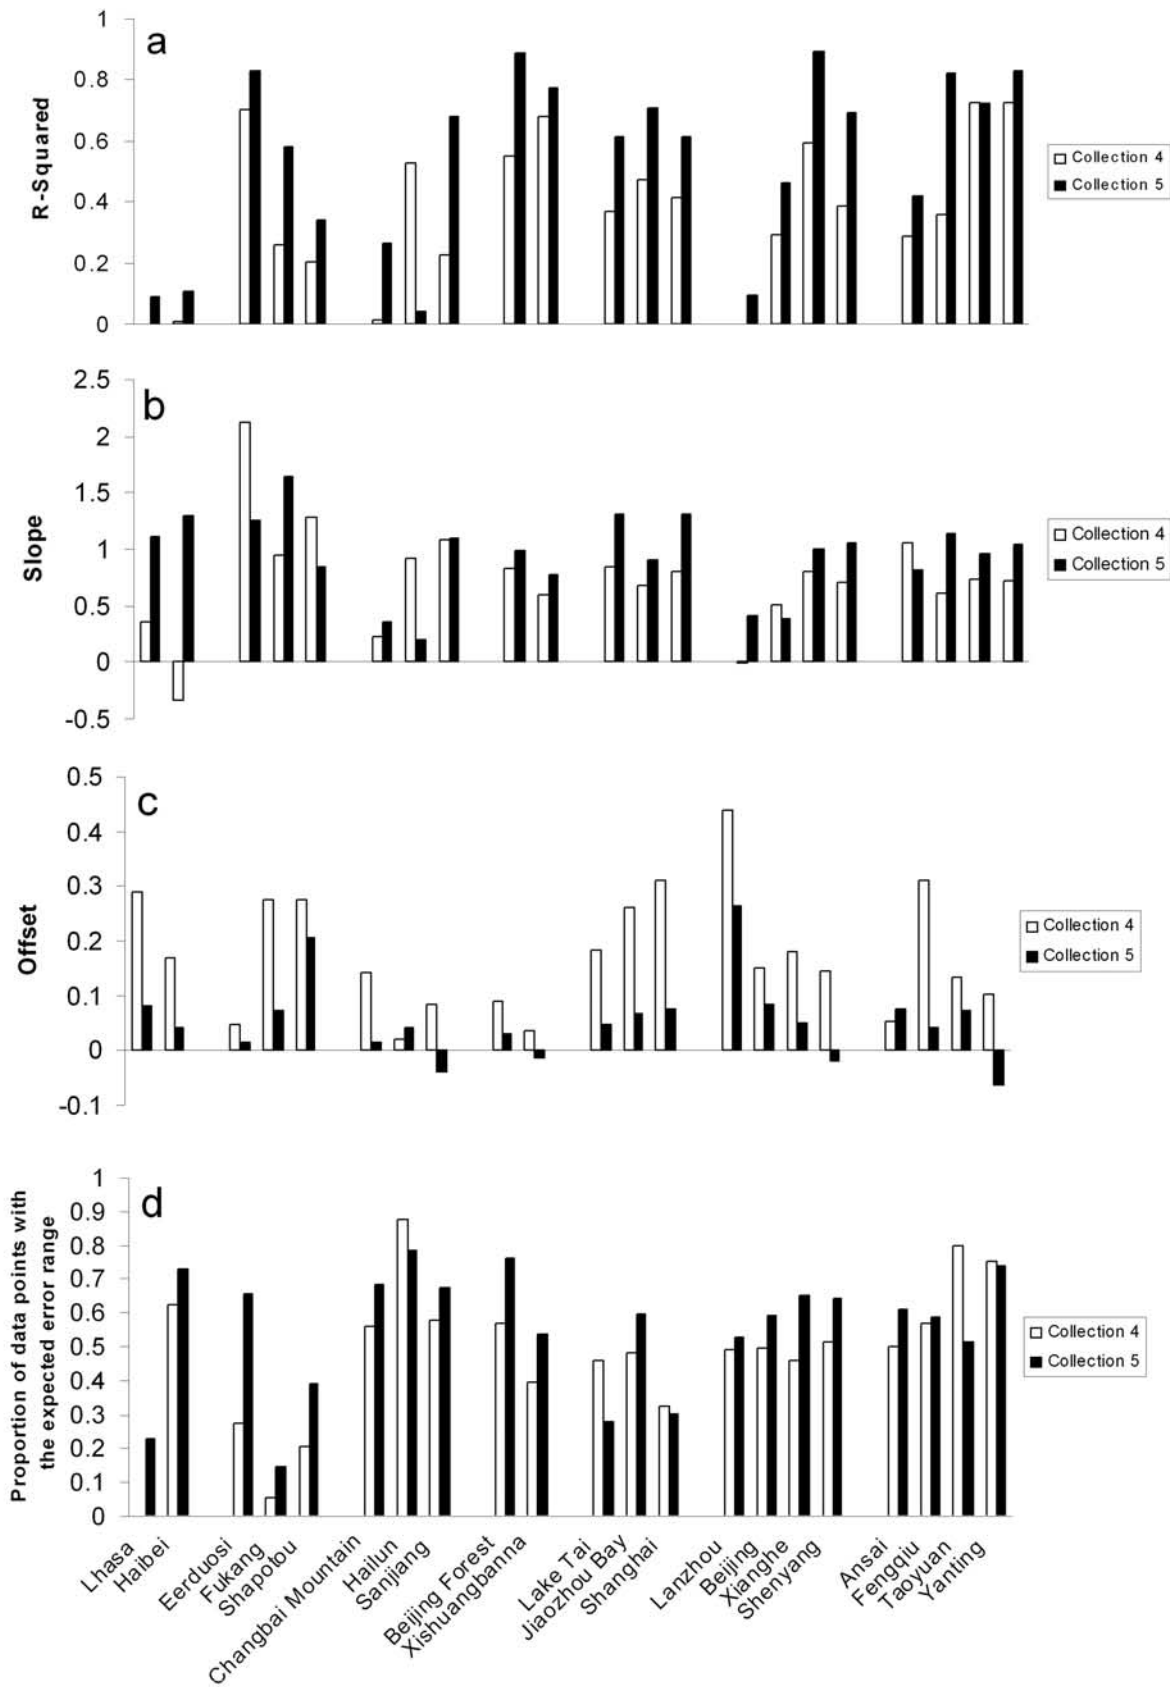 a
R-Squared
1
0.8
0.6
0.4
0.2
0
Collection 4
Collection 5
b
Slope
2.5
2
1.5
1
0.5
0
-0.5
Collection 4
Collection 5
c
Offset
0.5
0.4
0.3
0.2
0.1
0
-0.1
Collection 4
Collection 5
d
Proportion of data points with
the expected error range
1
0.9
0.8
0.7
0.6
0.5
0.4
0.3
0.2
0.1
0
Collection 4
Collection 5
Lhasa
Haibei
Eerduosi
Fukang
Shapotou
Changbai Mountain
Hailun
Sanjiang
Beijing Forest
Xishuangbanna
Lake Tai
Jiaozhou Bay
Shanghai
Lanzhou
Beijing
Xianghe
Shenyang
Ansai
Fengqiu
Taoyuan
Yanting